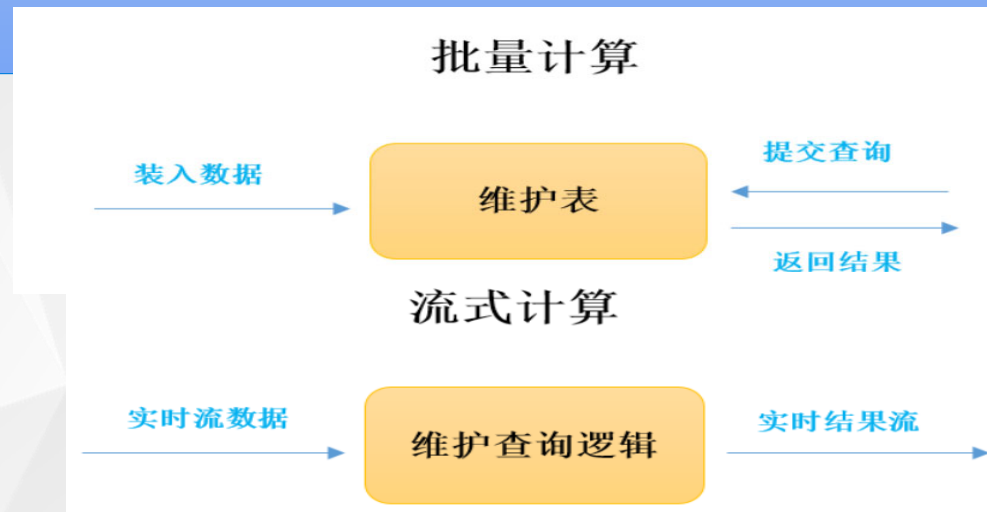 批量计算
装入数据
维护表
提交查询
返回结果
流式计算
实时流数据
维护查询逻辑
实时结果流